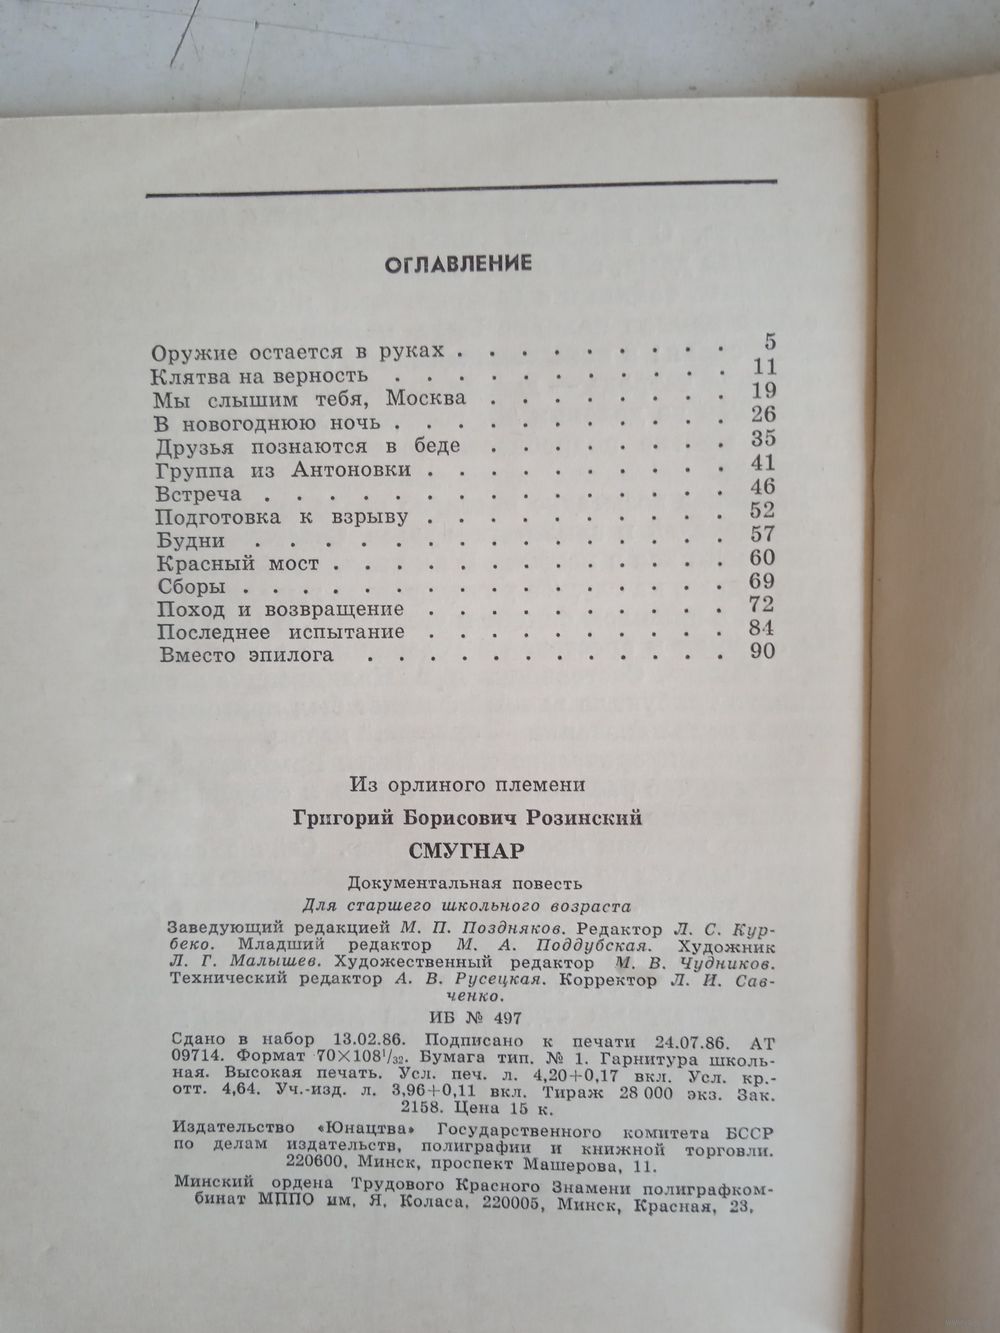 ОГЛАВЛЕНИЕ
Оружие остается в руках . . . . . . . . . 5
Клятва на верность . . . . . . . . . . . 11
Мы слышим тебя, Москва . . . . . . . . 19
В новогоднюю ночь . . . . . . . . . . . 26
Друзья познаются в беде . . . . . . . . 35
Группа из Антоновки . . . . . . . . . . 41
Встреча . . . . . . . . . . . . . . . 46
Подготовка к взрыву . . . . . . . . . . 52
Будни . . . . . . . . . . . . . . . 57
Красный мост . . . . . . . . . . . . . 60
Сборы . . . . . . . . . . . . . . . . 69
Поход и возвращение . . . . . . . . . . 72
Последнее испытание . . . . . . . . . . 84
Вместо эпилога . . . . . . . . . . . . 90
Из орлиного племени
Григорий Борисович Розинский
СМУГНАР
Документальная повесть
Для старшего школьного возраста
Заведующий редакцией М. П. Поздняков. Редактор Л. С. Кур-
беко. Младший редактор М. А. Поддубская. Художник
Л. Г. Малышев. Художественный редактор М. В. Чудников.
Технический редактор А. В. Русецкая. Корректор Л. И. Сав-
ченко.
ИБ № 497
Сдано в набор 13.02.86. Подписано к печати 24.07.86. АТ
09714. Формат 70×108¹/₃₂. Бумага тип. № 1. Гарнитура школь-
ная. Высокая печать. Усл. печ. л. 4,20+0,17 вкл. Усл. кр.-
отт. 4,64. Уч.-изд. л. 3,96+0,11 вкл. Тираж 28 000 экз. Зак.
2158. Цена 15 к.
Издательство «Юнацтва» Государственного комитета БССР
по делам издательств, полиграфии и книжной торговли.
220600, Минск, проспект Машерова, 11.
Минский ордена Трудового Красного Знамени полиграфком-
бинат МППО им. Я. Коласа, 220005, Минск, Красная, 23.